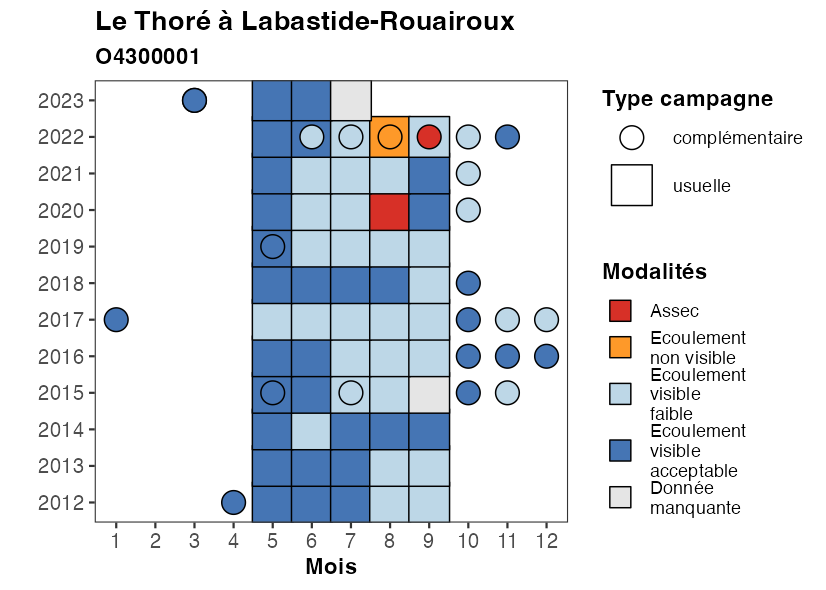 Le Thoré à Labastide-Rouairoux
O4300001
2023
2022
2021
2020
2019
2018
2017
2016
2015
2014
2013
2012
1 2 3 4 5 6 7 8 9 10 11 12
Mois
Type campagne
complémentaire
usuelle
Modalités
Assec
Ecoulement
non visible
Ecoulement
visible
faible
Ecoulement
visible
acceptable
Donnée
manquante